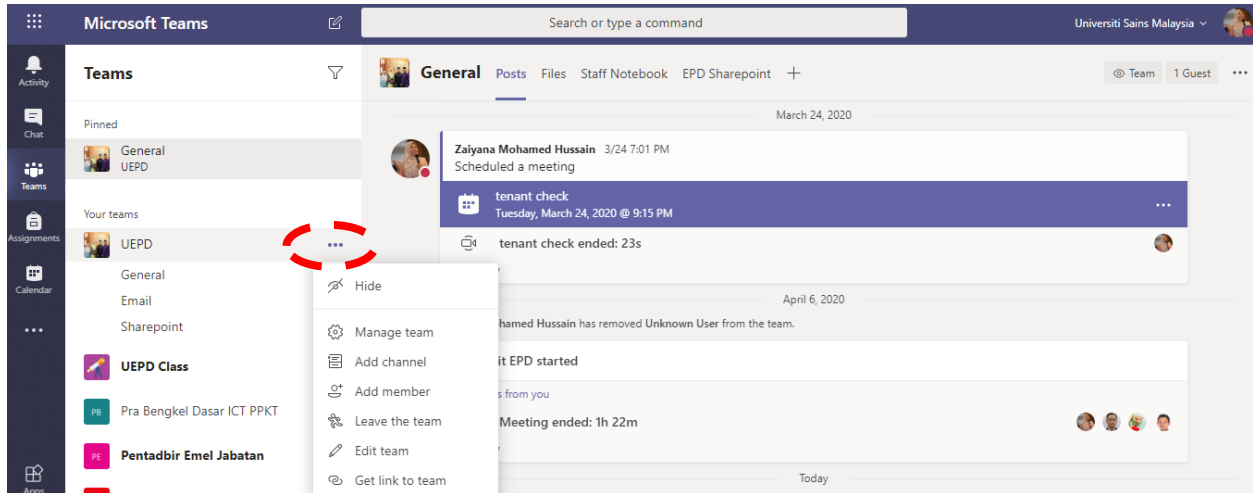 Microsoft Teams
Search or type a command
Universiti Sains Malaysia
Activity
Chat
Teams
Assignments
Calendar
Apps
Teams
Pinned
General
UEPD
Your teams
UEPD
General
Email
Sharepoint
UEPD Class
PB Pra Bengkel Dasar ICT PPKT
PE Pentadbir Emel Jabatan
Hide
Manage team
Add channel
Add member
Leave the team
Edit team
Get link to team
General Posts Files Staff Notebook EPD Sharepoint
Team 1 Guest
March 24, 2020
Zaiyana Mohamed Hussain 3/24 7:01 PM
Scheduled a meeting
tenant check
Tuesday, March 24, 2020 @ 9:15 PM
tenant check ended: 23s
April 6, 2020
hamed Hussain has removed Unknown User from the team.
it EPD started
s from you
Meeting ended: 1h 22m
Today